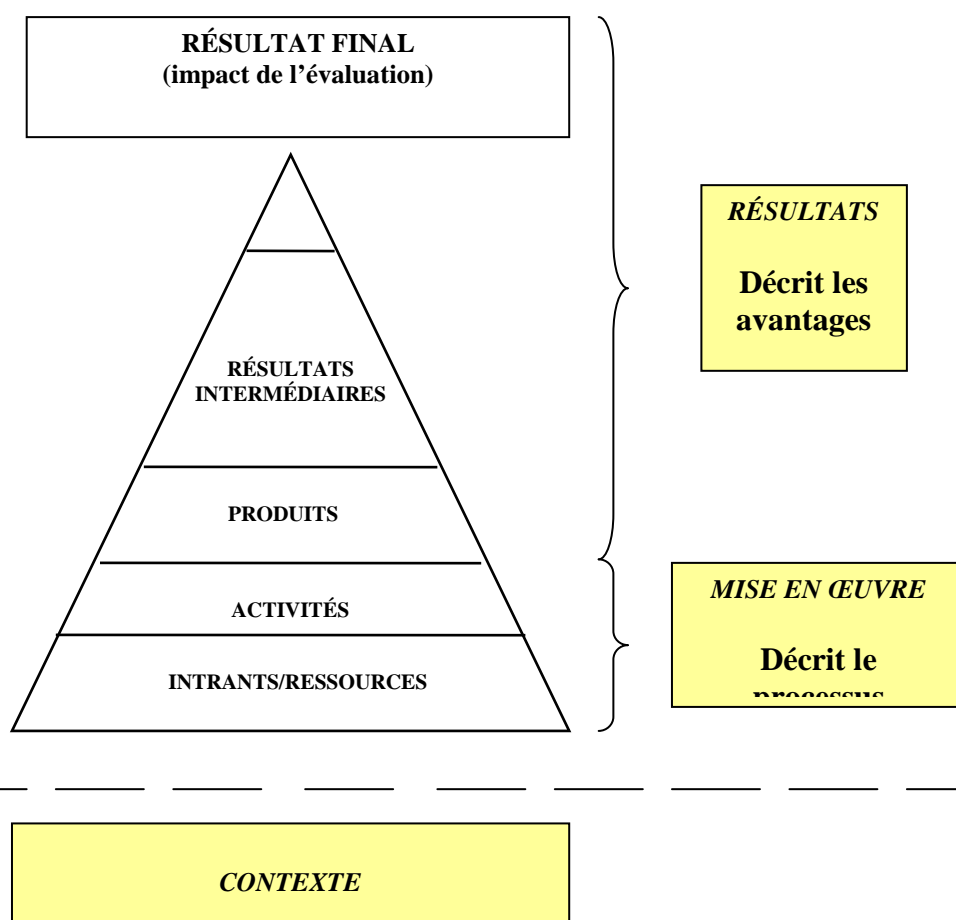 RÉSULTAT FINAL
(impact de l’évaluation)
RÉSULTATS
Décrit les
avantages
RÉSULTATS
INTERMÉDIAIRES
PRODUITS
ACTIVITÉS
INTRANTS/RESSOURCES
MISE EN ŒUVRE
Décrit le
processus
CONTEXTE